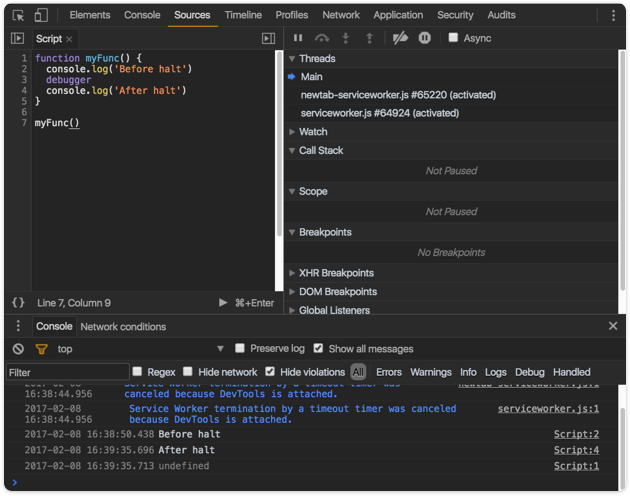 Elements Console Sources Timeline Profiles Network Application Security Audits
Script ×
Async
1 function myFunc() {
2 console.log('Before halt')
3 debugger
4 console.log('After halt')
5 }
6
7 myFunc()
Threads
Main
newtab-serviceworker.js #65220 (activated)
serviceworker.js #64924 (activated)
Watch
Call Stack
Not Paused
Scope
Not Paused
Breakpoints
No Breakpoints
XHR Breakpoints
DOM Breakpoints
Global Listeners
{} Line 7, Column 9 ⌘+Enter
Console Network conditions
top Preserve log Show all messages
Filter Regex Hide network Hide violations All Errors Warnings Info Logs Debug Handled
2017-02-08 Service Worker termination by a timeout timer was newtab-serviceworker.js:1
16:38:44.956 canceled because DevTools is attached.
2017-02-08 Service Worker termination by a timeout timer was canceled serviceworker.js:1
16:38:44.956 because DevTools is attached.
2017-02-08 16:38:50.438 Before halt Script:2
2017-02-08 16:39:35.696 After halt Script:4
2017-02-08 16:39:35.713 undefined Script:1